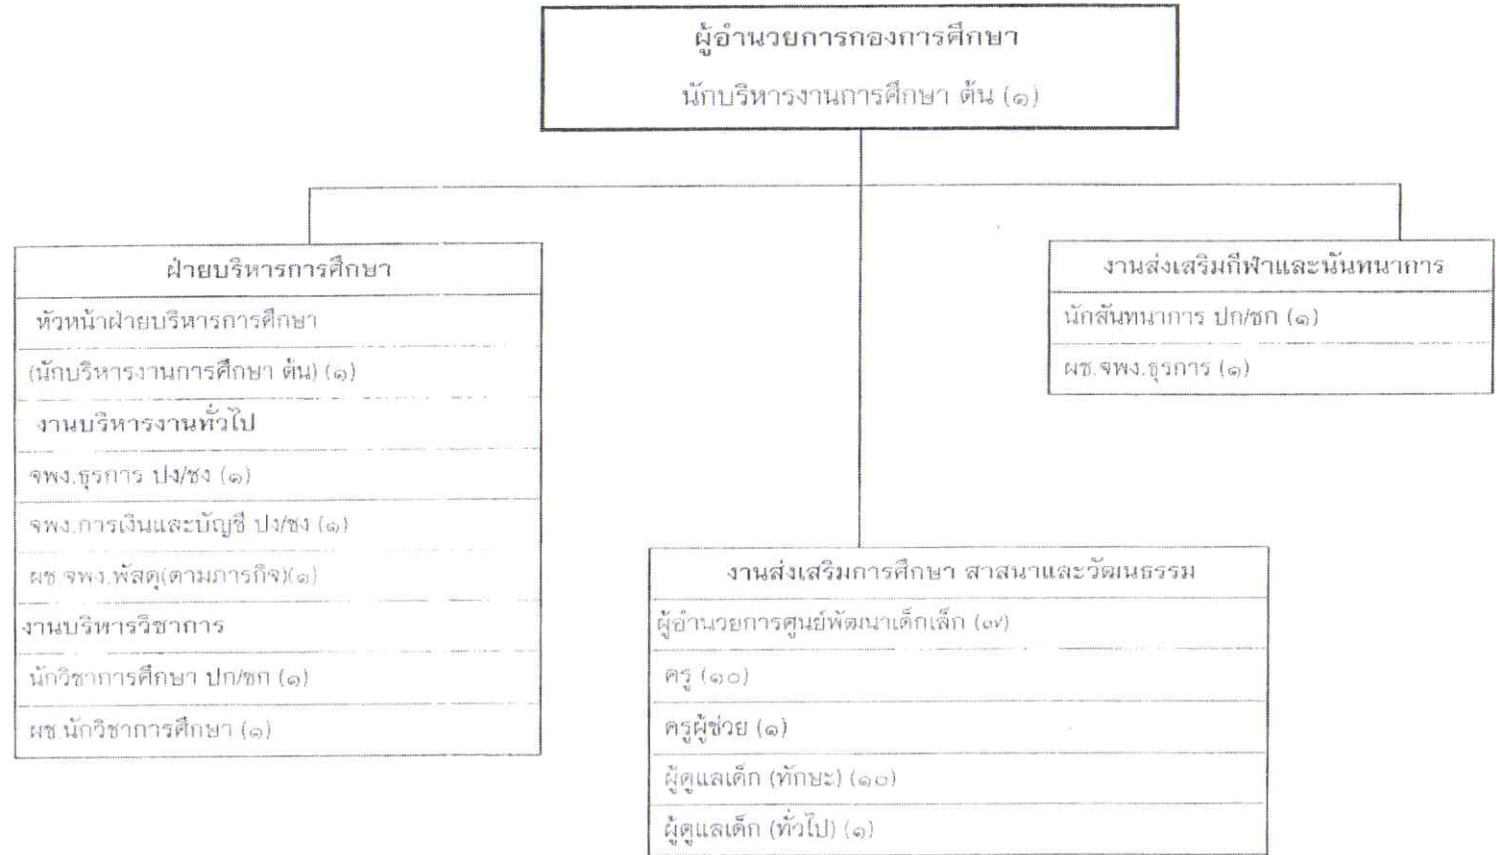 ผู้อำนวยการกองการศึกษา
นักบริหารงานการศึกษา ต้น (๑)
ฝ่ายบริหารการศึกษา
หัวหน้าฝ่ายบริหารการศึกษา
(นักบริหารงานการศึกษา ต้น) (๑)
งานบริหารงานทั่วไป
จพง.ธุรการ ปง/ชง (๑)
จพง.การเงินและบัญชี ปง/ชง (๑)
ผช.จพง.พัสดุ(ตามภารกิจ)(๑)
งานบริหารวิชาการ
นักวิชาการศึกษา ปก/ชก (๑)
ผช.นักวิชาการศึกษา (๑)
งานส่งเสริมกีฬาและนันทนาการ
นักสันทนาการ ปก/ชก (๑)
ผช.จพง.ธุรการ (๑)
งานส่งเสริมการศึกษา สาสนาและวัฒนธรรม
ผู้อำนวยการศูนย์พัฒนาเด็กเล็ก
ครู (๑๐)
ครูผู้ช่วย (๑)
ผู้ดูแลเด็ก (ทักษะ) (๑๐)
ผู้ดูแลเด็ก (ทั่วไป) (๑)